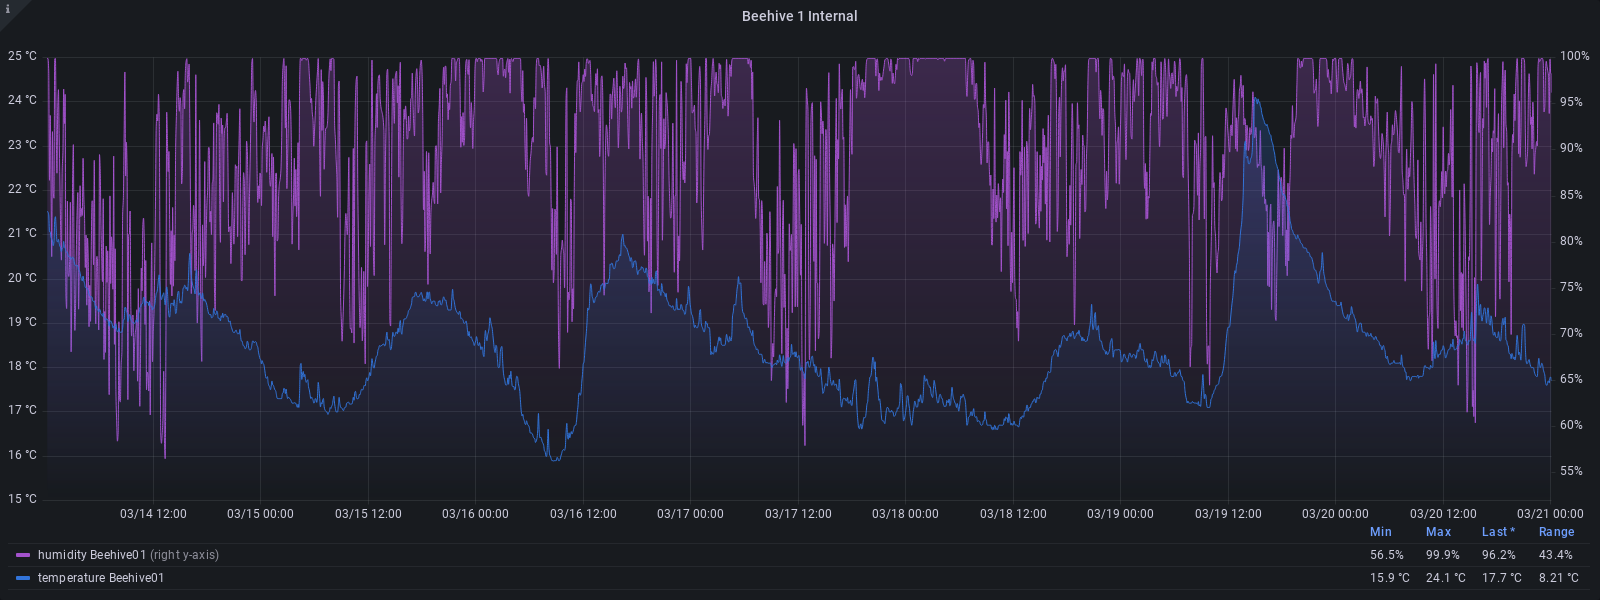 i
Beehive 1 Internal
25 °C 100%
24 °C 95%
23 °C 90%
22 °C 85%
21 °C 80%
20 °C 75%
19 °C 70%
18 °C 65%
17 °C 60%
16 °C 55%
15 °C
03/14 12:00 03/15 00:00 03/15 12:00 03/16 00:00 03/16 12:00 03/17 00:00 03/17 12:00 03/18 00:00 03/18 12:00 03/19 00:00 03/19 12:00 03/20 00:00 03/20 12:00 03/21 00:00
Min Max Last * Range
humidity Beehive01 (right y-axis) 56.5% 99.9% 96.2% 43.4%
temperature Beehive01 15.9 °C 24.1 °C 17.7 °C 8.21 °C